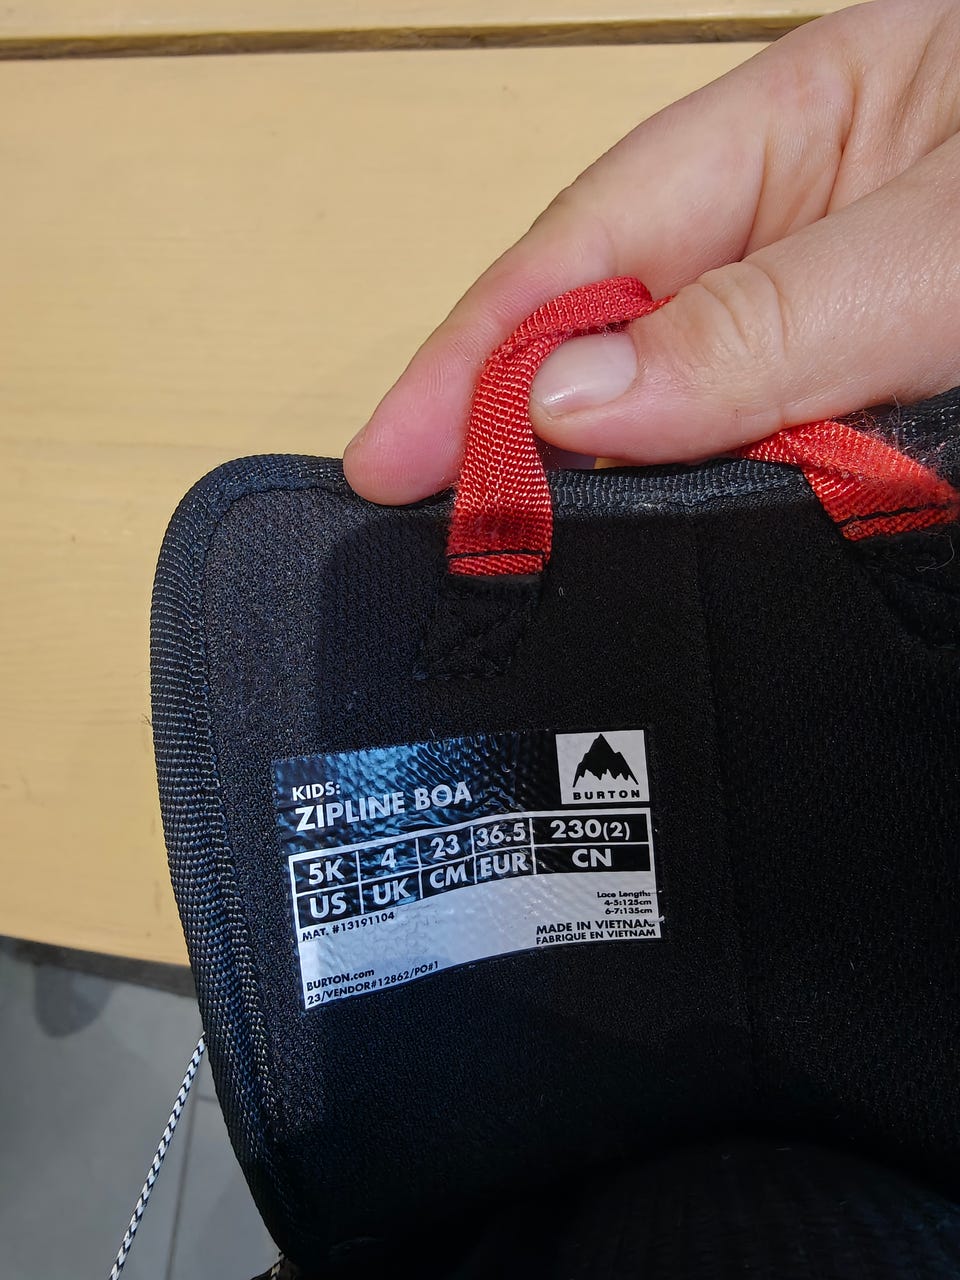 KIDS:
ZIPLINE BOA
BURTON
5K 4 23 36.5 230(2)
US UK CM EUR CN
MAT. #13191104
Lace Length:
4-5:125cm
6-7:135cm
MADE IN VIETNAM
FABRIQUE EN VIETNAM
BURTON.com
23/VENDOR#12862/PO#1